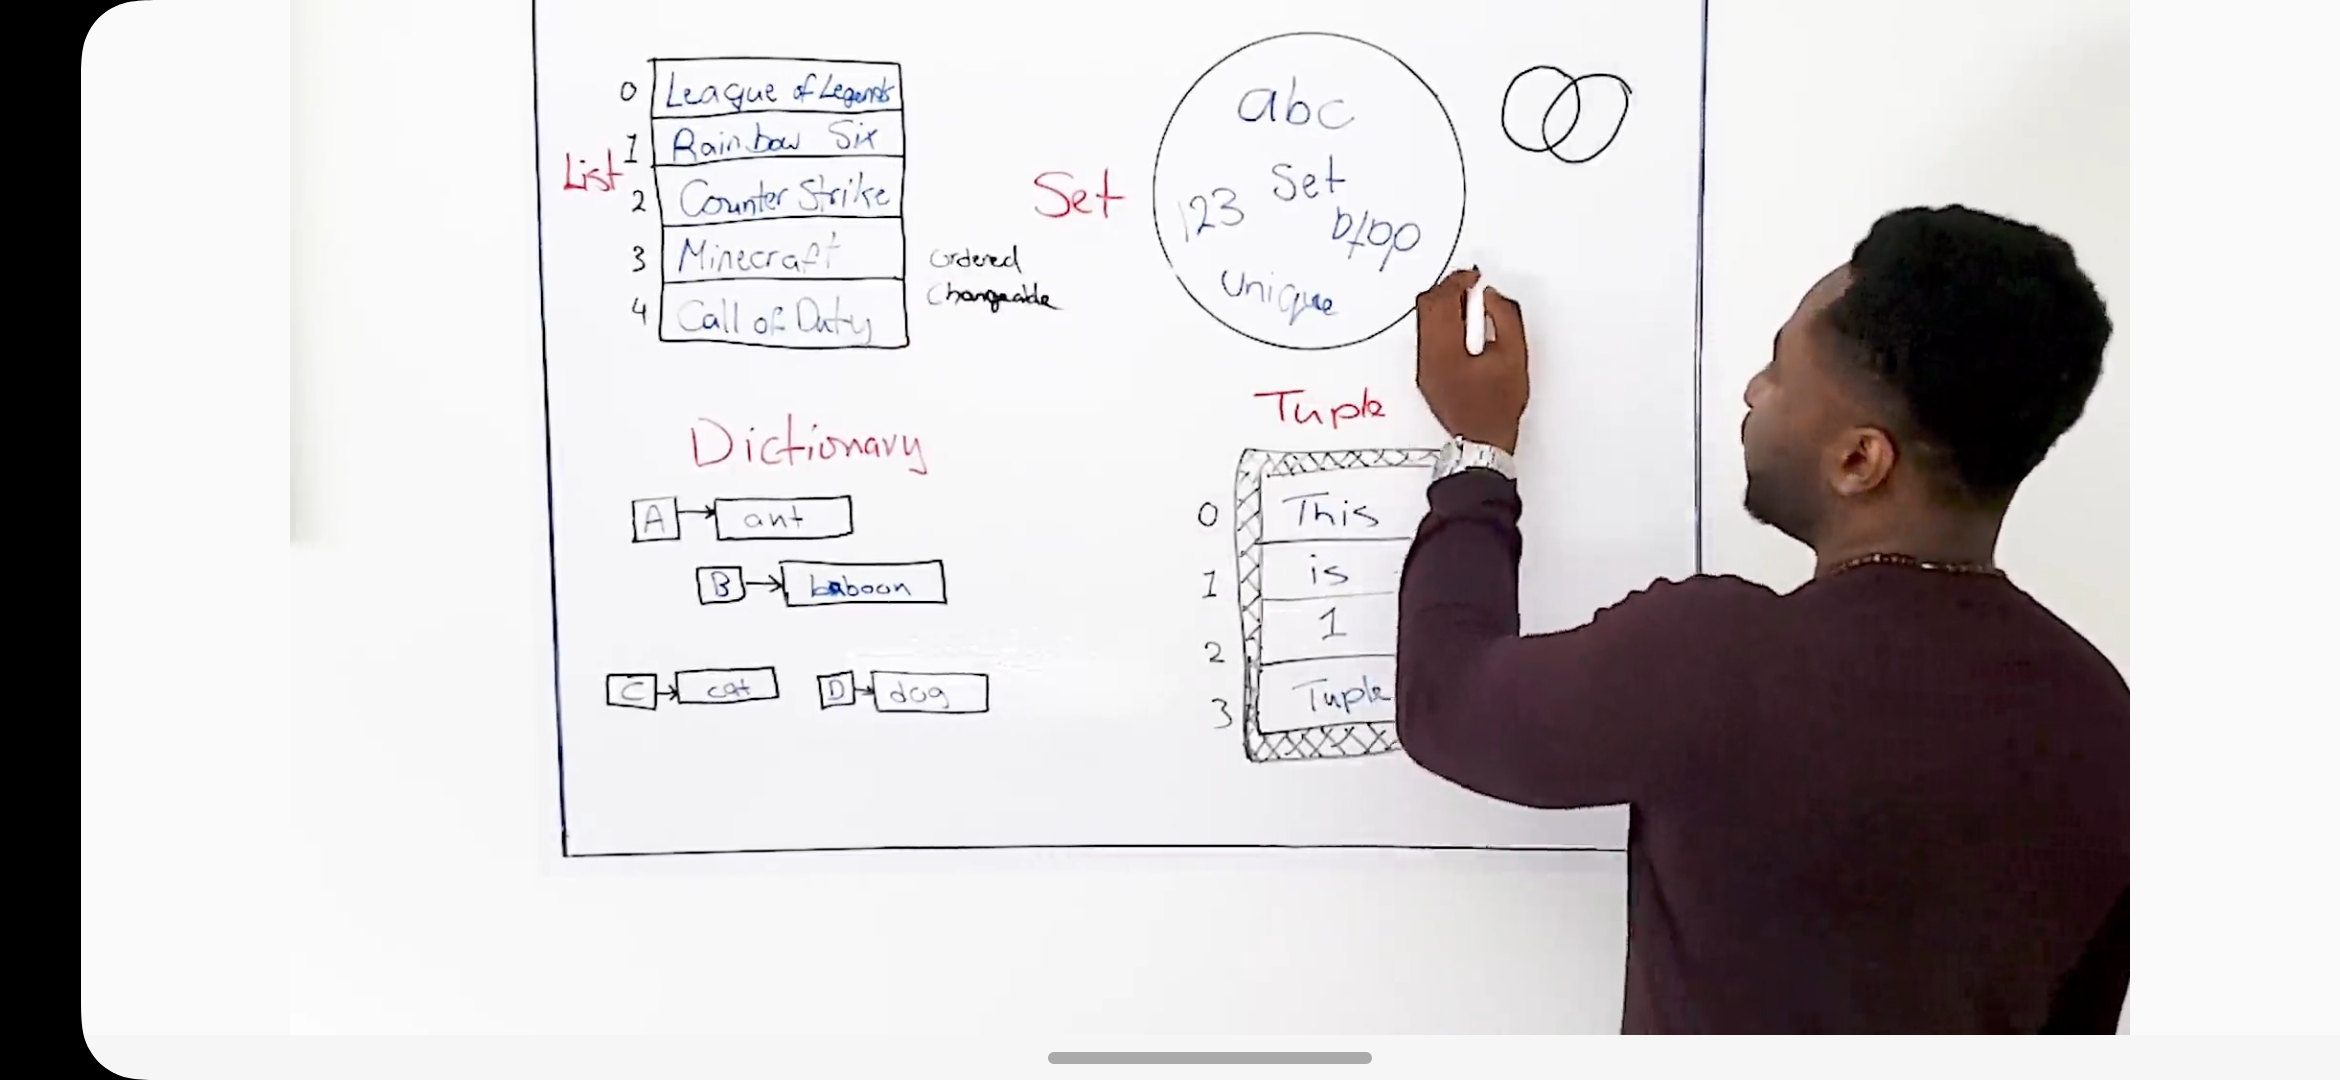 0 League of Legends
1 Rainbow Six
List
2 Counter Strike
3 Minecraft
4 Call of Duty
Ordered
Changeable
Set
abc
Set
123
Unique
Dictionary
A ant
B baboon
C cat
D dog
Tuple
0 This
1 is
2 1
3 Tuple